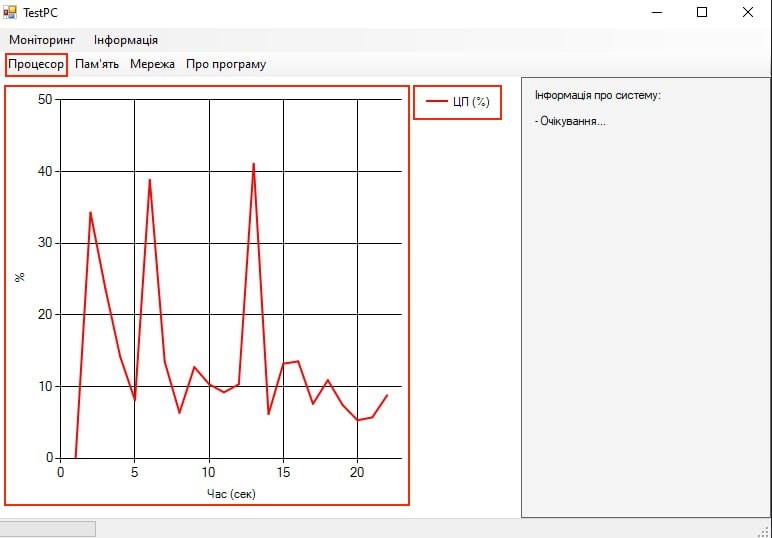 TestPC
Моніторинг Інформація
Процесор Пам'ять Мережа Про програму
ЦП (%)
50
40
30
20
10
0
%
0 5 10 15 20
Час (сек)
Інформація про систему:
- Очікування...